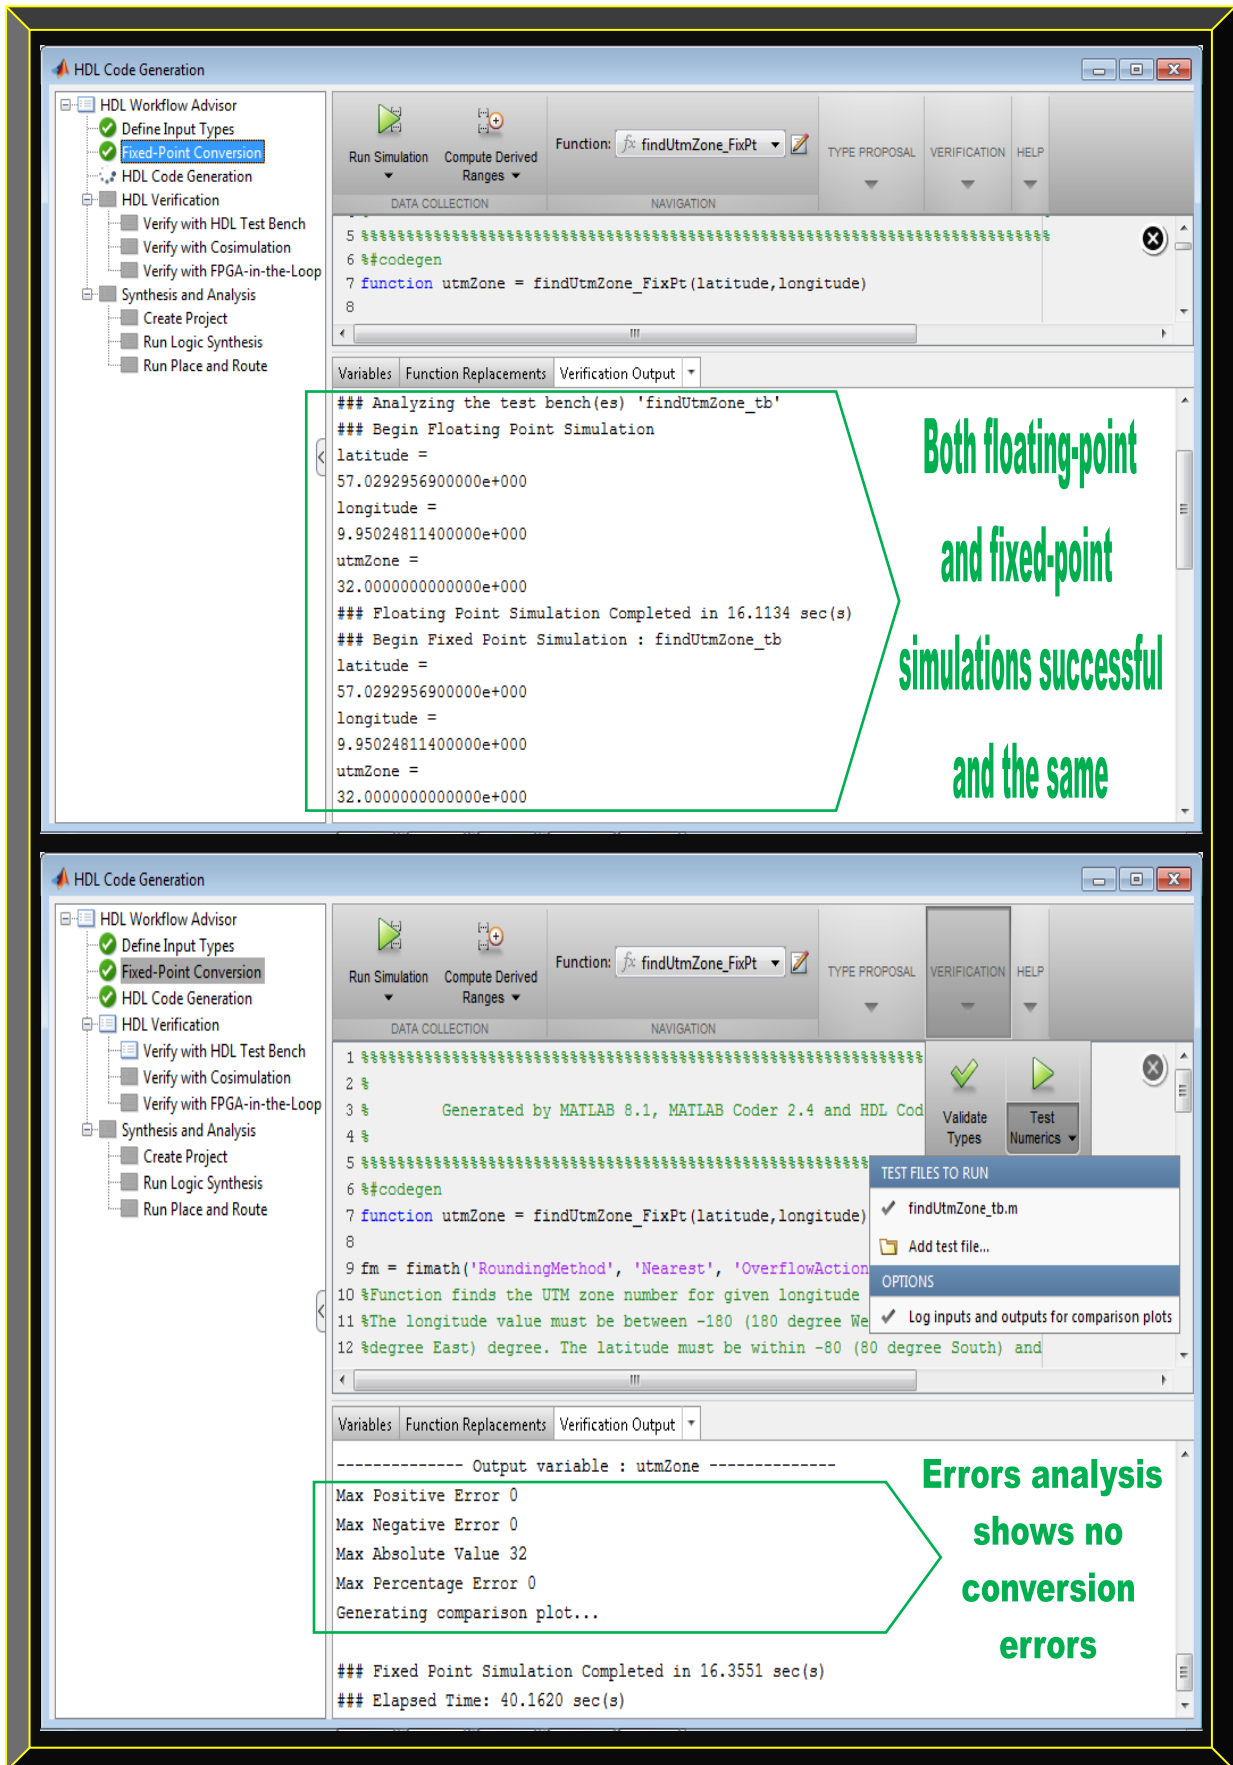 HDL Code Generation
HDL Workflow Advisor
Define Input Types
Fixed-Point Conversion
HDL Code Generation
HDL Verification
Verify with HDL Test Bench
Verify with Cosimulation
Verify with FPGA-in-the-Loop
Synthesis and Analysis
Create Project
Run Logic Synthesis
Run Place and Route
Run Simulation
Compute Derived Ranges
DATA COLLECTION
Function: fx findUtmZone_FixPt
NAVIGATION
TYPE PROPOSAL
VERIFICATION
HELP
5 %%%%%%%%%%%%%%%%%%%%%%%%%%%%%%%%%%%%%%%%%%%%%%%%%%%%%%%%%%%%%%%%%%%%%%%%%%%%%%
6 %#codegen
7 function utmZone = findUtmZone_FixPt(latitude,longitude)
8
Variables Function Replacements Verification Output
### Analyzing the test bench(es) 'findUtmZone_tb'
### Begin Floating Point Simulation
latitude =
57.0292956900000e+000
longitude =
9.95024811400000e+000
utmZone =
32.0000000000000e+000
### Floating Point Simulation Completed in 16.1134 sec(s)
### Begin Fixed Point Simulation : findUtmZone_tb
latitude =
57.0292956900000e+000
longitude =
9.95024811400000e+000
utmZone =
32.0000000000000e+000
Both floating-point
and fixed-point
simulations successful
and the same
HDL Code Generation
HDL Workflow Advisor
Define Input Types
Fixed-Point Conversion
HDL Code Generation
HDL Verification
Verify with HDL Test Bench
Verify with Cosimulation
Verify with FPGA-in-the-Loop
Synthesis and Analysis
Create Project
Run Logic Synthesis
Run Place and Route
Run Simulation
Compute Derived Ranges
DATA COLLECTION
Function: fx findUtmZone_FixPt
NAVIGATION
TYPE PROPOSAL
VERIFICATION
HELP
Validate Types
Test Numerics
TEST FILES TO RUN
findUtmZone_tb.m
Add test file...
OPTIONS
Log inputs and outputs for comparison plots
1 %%%%%%%%%%%%%%%%%%%%%%%%%%%%%%%%%%%%%%%%%%%%%%%%%%%%%%%%%%%%%%
2 %
3 % Generated by MATLAB 8.1, MATLAB Coder 2.4 and HDL Cod
4 %
5 %%%%%%%%%%%%%%%%%%%%%%%%%%%%%%%%%%%%%%%%%%%%%%%%%%%%%%%%
6 %#codegen
7 function utmZone = findUtmZone_FixPt(latitude,longitude)
8
9 fm = fimath('RoundingMethod', 'Nearest', 'OverflowAction
10 %Function finds the UTM zone number for given longitude
11 %The longitude value must be between -180 (180 degree We
12 %degree East) degree. The latitude must be within -80 (80 degree South) and
Variables Function Replacements Verification Output
-------------- Output variable : utmZone --------------
Max Positive Error 0
Max Negative Error 0
Max Absolute Value 32
Max Percentage Error 0
Generating comparison plot...
### Fixed Point Simulation Completed in 16.3551 sec(s)
### Elapsed Time: 40.1620 sec(s)
Errors analysis
shows no
conversion
errors